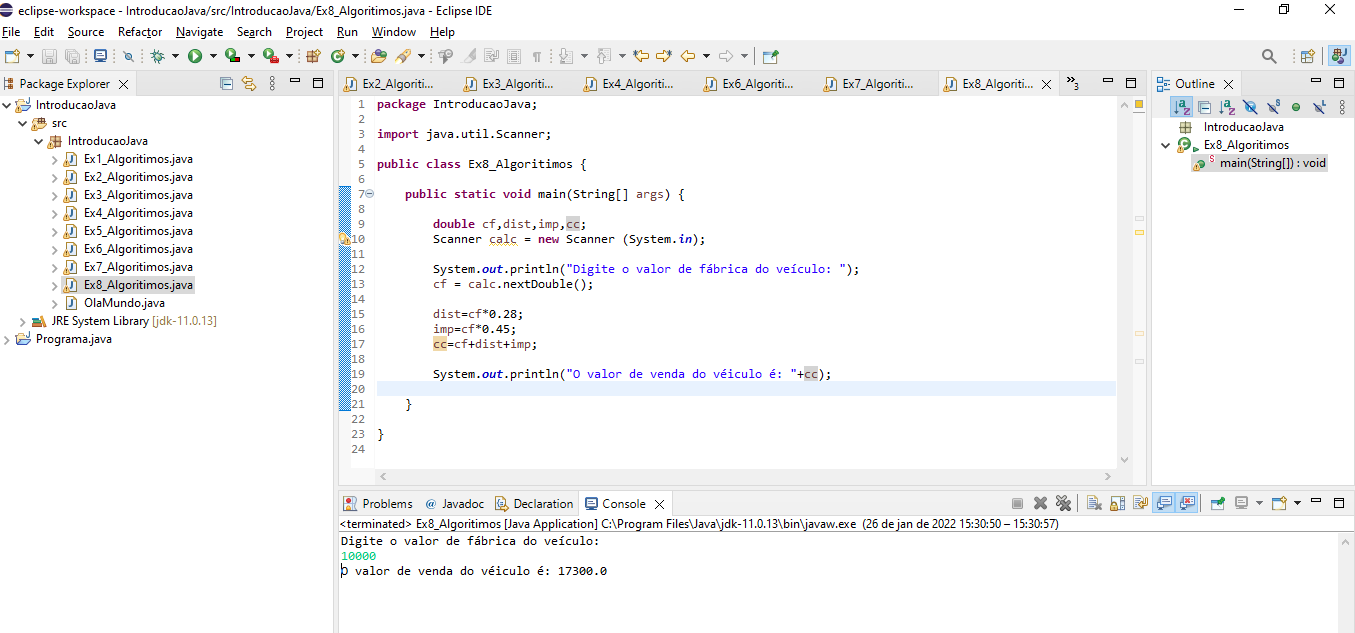 eclipse-workspace - IntroducaoJava/src/IntroducaoJava/Ex8_Algoritimos.java - Eclipse IDE
File Edit Source Refactor Navigate Search Project Run Window Help
Package Explorer
IntroducaoJava
src
IntroducaoJava
Ex1_Algoritimos.java
Ex2_Algoritimos.java
Ex3_Algoritimos.java
Ex4_Algoritimos.java
Ex5_Algoritimos.java
Ex6_Algoritimos.java
Ex7_Algoritimos.java
Ex8_Algoritimos.java
OlaMundo.java
JRE System Library [jdk-11.0.13]
Programa.java
Ex2_Algoriti... Ex3_Algoriti... Ex4_Algoriti... Ex6_Algoriti... Ex7_Algoriti... Ex8_Algoriti... »3
1 package IntroducaoJava;
2
3 import java.util.Scanner;
4
5 public class Ex8_Algoritimos {
6
7 public static void main(String[] args) {
8
9 double cf,dist,imp,cc;
10 Scanner calc = new Scanner (System.in);
11
12 System.out.println("Digite o valor de fábrica do veículo: ");
13 cf = calc.nextDouble();
14
15 dist=cf*0.28;
16 imp=cf*0.45;
17 cc=cf+dist+imp;
18
19 System.out.println("O valor de venda do véiculo é: "+cc);
20
21 }
22
23 }
24
Outline
IntroducaoJava
Ex8_Algoritimos
main(String[]) : void
Problems @ Javadoc Declaration Console
<terminated> Ex8_Algoritimos [Java Application] C:\Program Files\Java\jdk-11.0.13\bin\javaw.exe (26 de jan de 2022 15:30:50 – 15:30:57)
Digite o valor de fábrica do veículo:
10000
O valor de venda do véiculo é: 17300.0